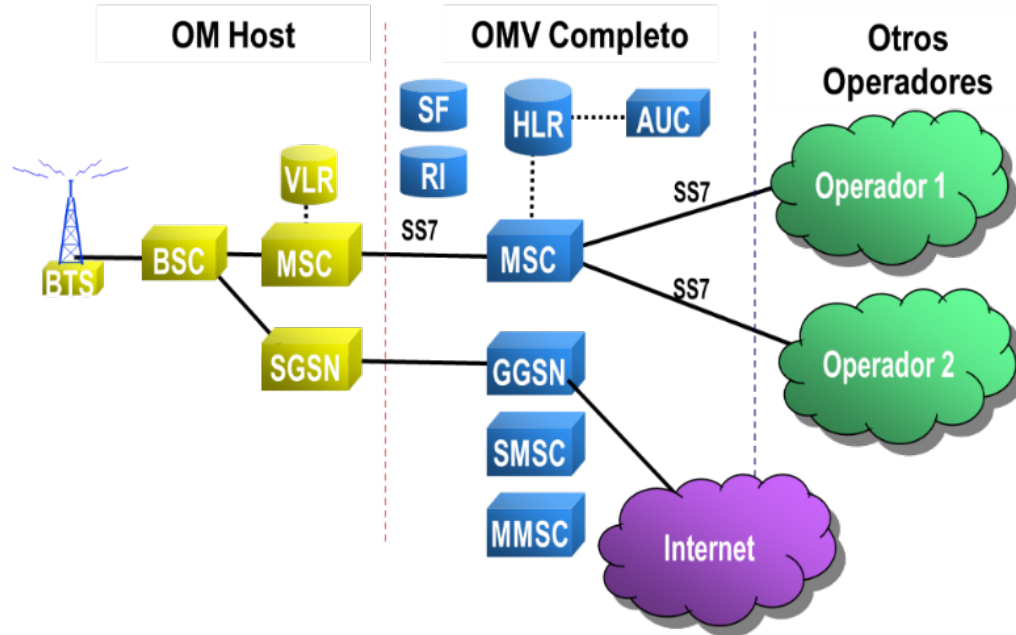 OM Host
OMV Completo
Otros
Operadores
SF
HLR
AUC
RI
VLR
Operador 1
SS7
SS7
BTS
BSC
MSC
MSC
SS7
SGSN
GGSN
Operador 2
SMSC
MMSC
Internet